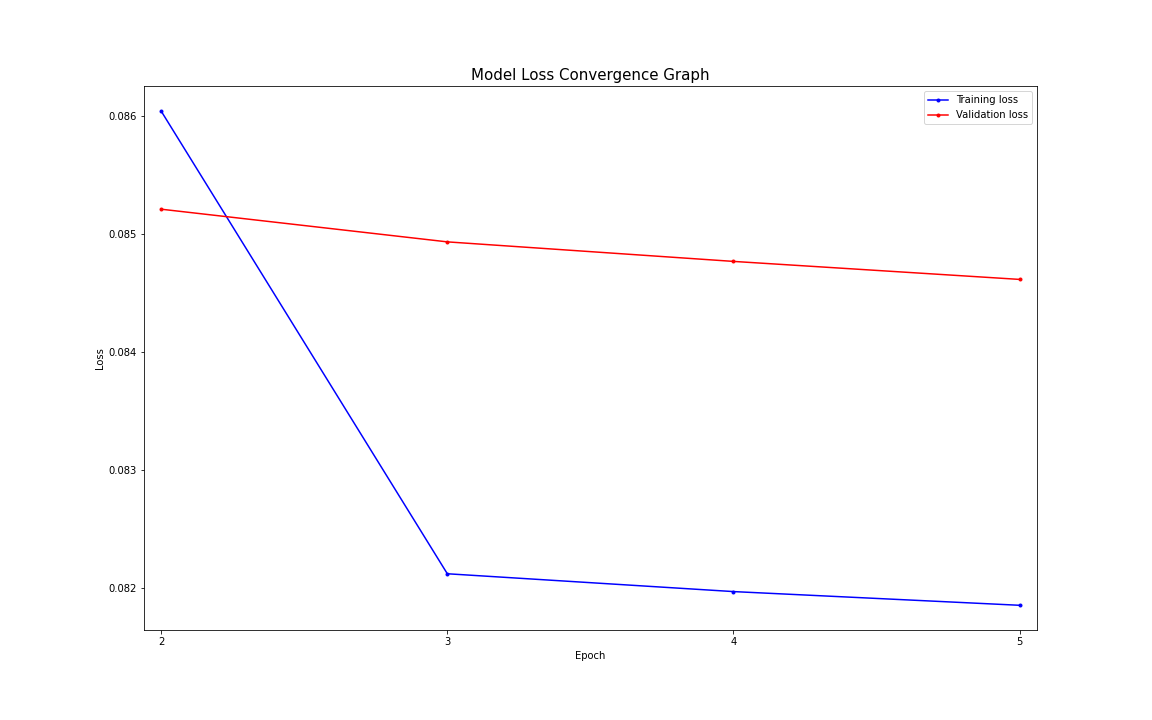 Model Loss Convergence Graph
Training loss
Validation loss
0.086
0.085
0.084
0.083
0.082
Loss
2 3 4 5
Epoch